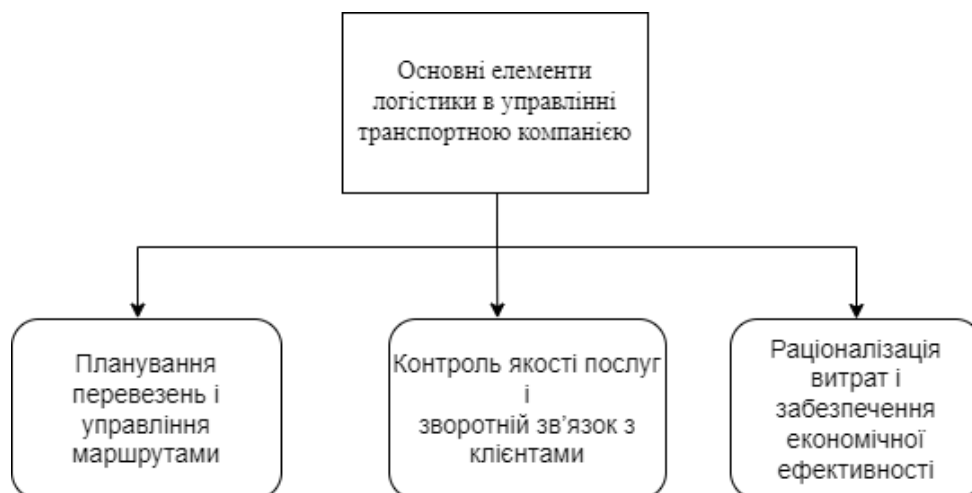 Основні елементи
логістики в управлінні
транспортною компанією
Планування
перевезень і
управління
маршрутами
Контроль якості послуг
і
зворотній зв'язок з
клієнтами
Раціоналізація
витрат і
забезпечення
економічної
ефективності